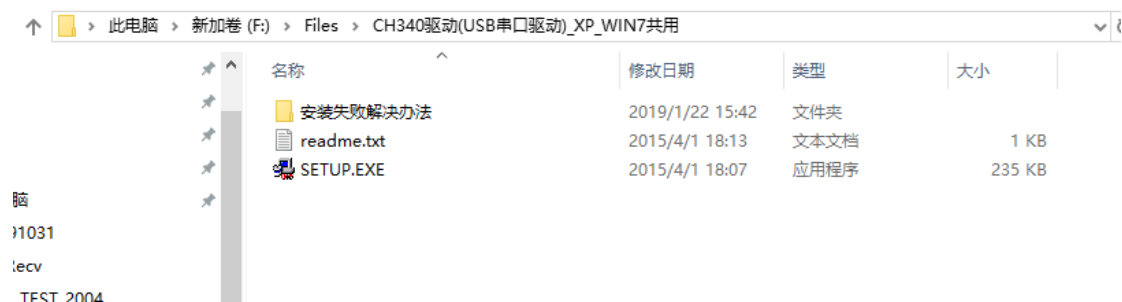 此电脑 › 新加卷 (F:) › Files › CH340驱动(USB串口驱动)_XP_WIN7共用
名称 修改日期 类型 大小
安装失败解决办法 2019/1/22 15:42 文件夹
readme.txt 2015/4/1 18:13 文本文档 1 KB
SETUP.EXE 2015/4/1 18:07 应用程序 235 KB
脑
91031
Recv
_TEST_2004